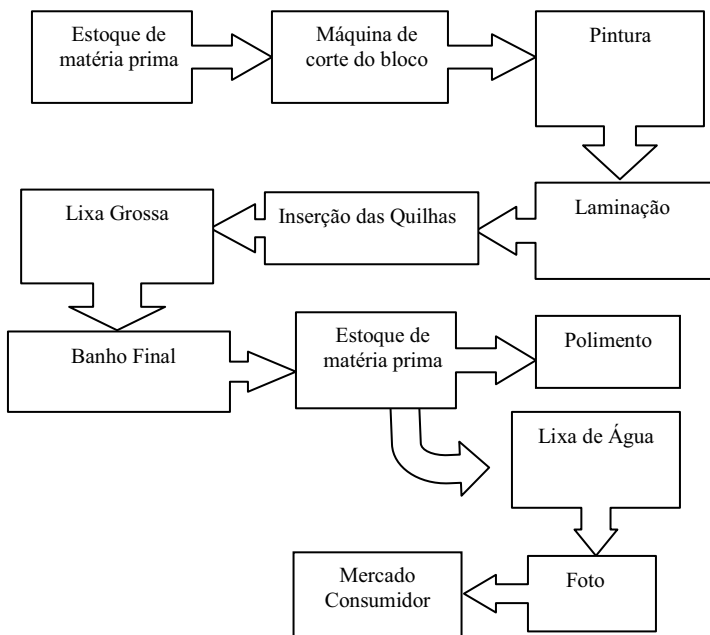 Estoque de
matéria prima
Máquina de
corte do bloco
Pintura
Laminação
Inserção das Quilhas
Lixa Grossa
Banho Final
Estoque de
matéria prima
Polimento
Lixa de Água
Foto
Mercado
Consumidor